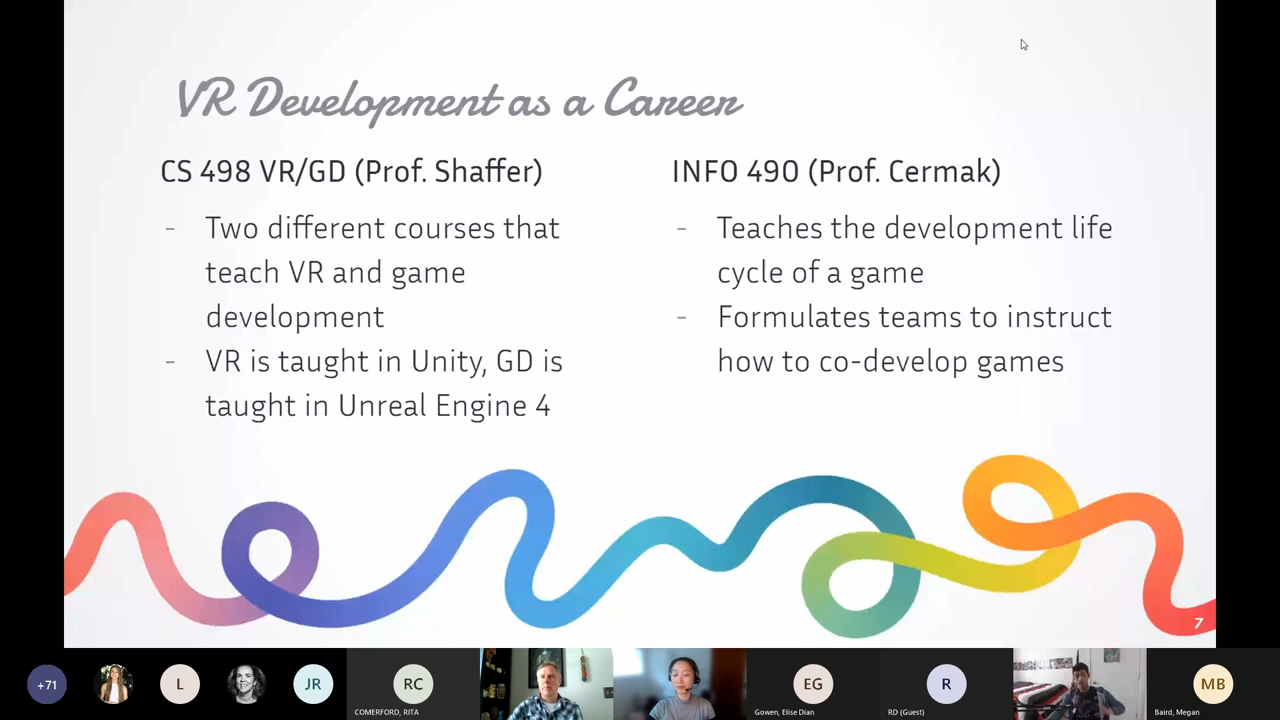 VR Development as a Career
CS 498 VR/GD (Prof. Shaffer)
- Two different courses that
teach VR and game
development
- VR is taught in Unity, GD is
taught in Unreal Engine 4
INFO 490 (Prof. Cermak)
- Teaches the development life
cycle of a game
- Formulates teams to instruct
how to co-develop games
7
+71
L
JR
RC
COMERFORD, RITA
EG
Gowen, Elise Dian
R
RD (Guest)
MB
Baird, Megan